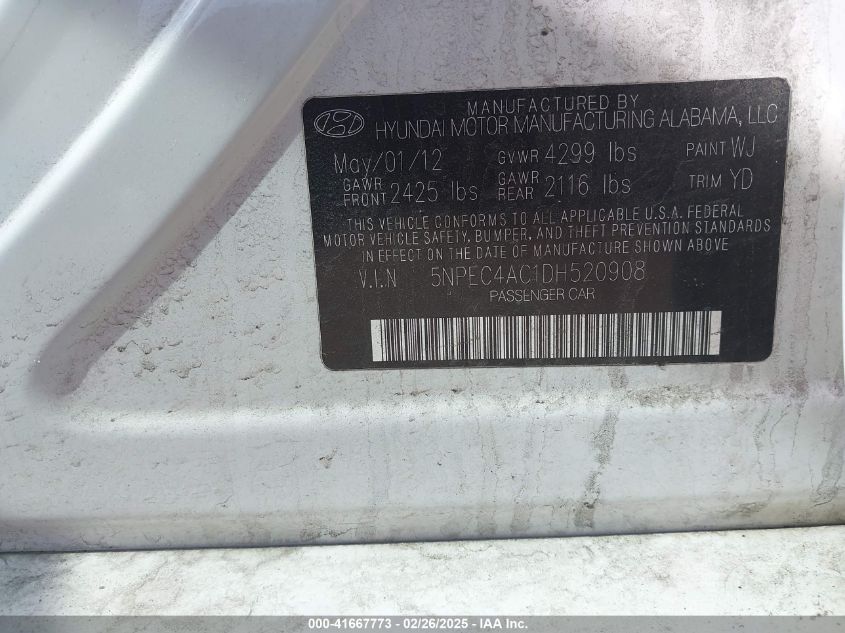 MANUFACTURED BY
HYUNDAI MOTOR MANUFACTURING ALABAMA, LLC
May/01/12 GVWR 4299 lbs PAINT WJ
GAWR FRONT 2425 lbs GAWR REAR 2116 lbs TRIM YD
THIS VEHICLE CONFORMS TO ALL APPLICABLE U.S.A. FEDERAL
MOTOR VEHICLE SAFETY, BUMPER, AND THEFT PREVENTION STANDARDS
IN EFFECT ON THE DATE OF MANUFACTURE SHOWN ABOVE
V.I.N 5NPEC4AC1DH520908
PASSENGER CAR
000-41667773 - 02/26/2025 - Copyright © 2025 IAA, Inc.